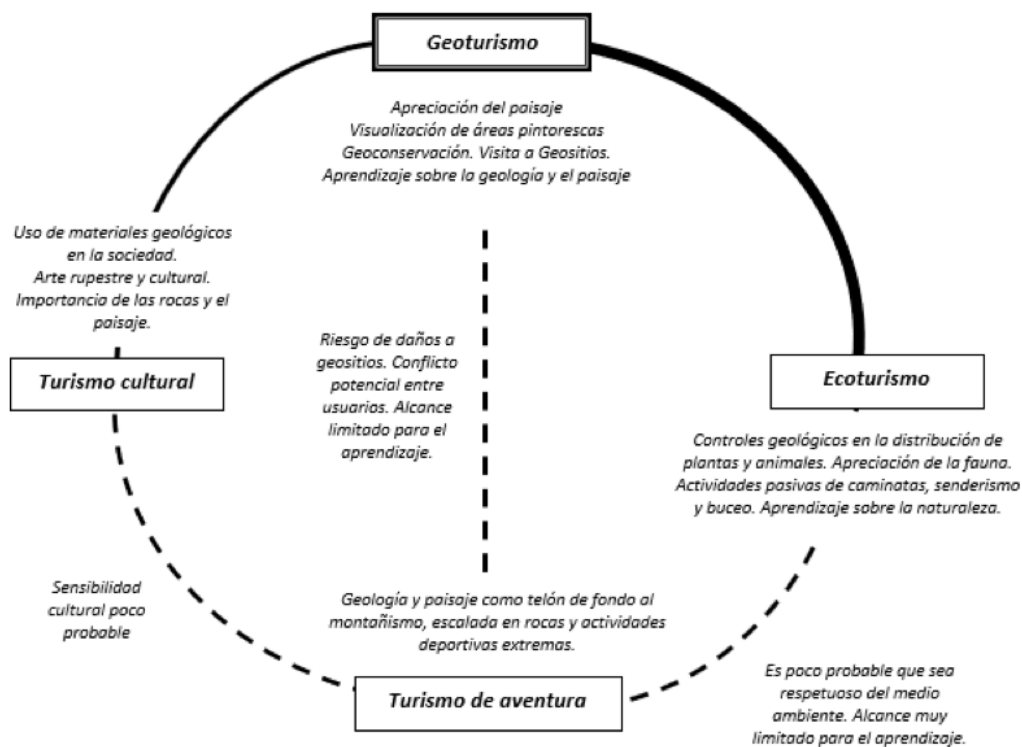 Geoturismo
Apreciación del paisaje
Visualización de áreas pintorescas
Geoconservación. Visita a Geositios.
Aprendizaje sobre la geología y el paisaje
Uso de materiales geológicos
en la sociedad.
Arte rupestre y cultural.
Importancia de las rocas y el
paisaje.
Turismo cultural
Riesgo de daños a
geositios. Conflicto
potencial entre
usuarios. Alcance
limitado para el
aprendizaje.
Ecoturismo
Controles geológicos en la distribución de
plantas y animales. Apreciación de la fauna.
Actividades pasivas de caminatas, senderismo
y buceo. Aprendizaje sobre la naturaleza.
Sensibilidad
cultural poco
probable
Geología y paisaje como telón de fondo al
montañismo, escalada en rocas y actividades
deportivas extremas.
Turismo de aventura
Es poco probable que sea
respetuoso del medio
ambiente. Alcance muy
limitado para el aprendizaje.